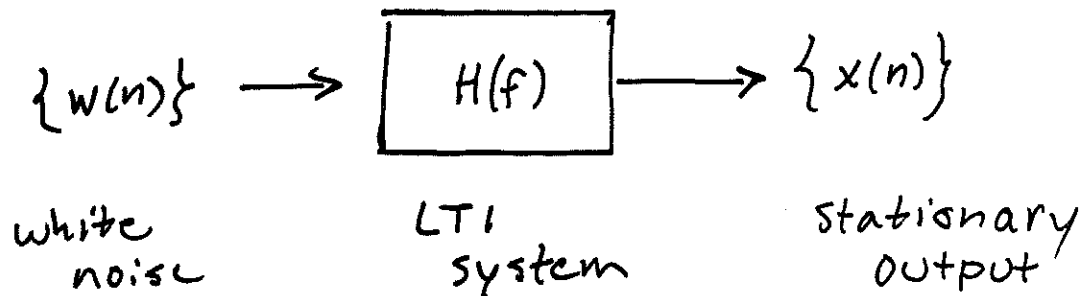 {w(n)} → H(f) → {x(n)}
white noise
LTI system
stationary output